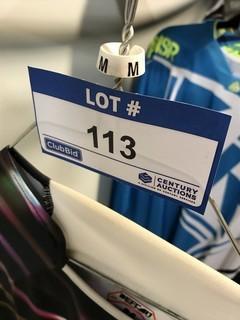 M M
LOT #
113
ClubBid
CENTURY
AUCTIONS